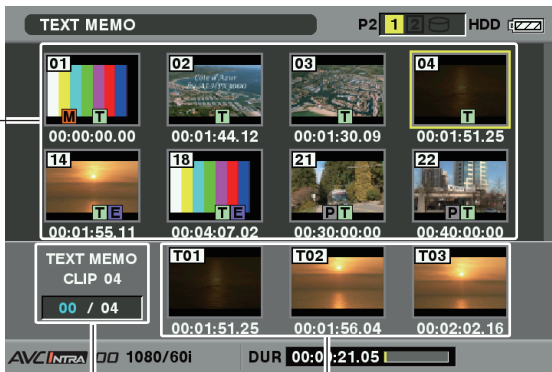 TEXT MEMO
P2 1 2 HDD
01
02
03
04
Côte d'Azur
By AJ-HPX3000
M T
T
T
T
00:00:00.00
00:01:44.12
00:01:30.09
00:01:51.25
14
18
21
22
T E
T E
P T
P T
00:01:55.11
00:04:07.02
00:30:00:00
00:40:00:00
TEXT MEMO
CLIP 04
00 / 04
T01
T02
T03
00:01:51.25
00:01:56.04
00:02:02.16
AVC INTRA 1080/60i
DUR 00:0 :21.05